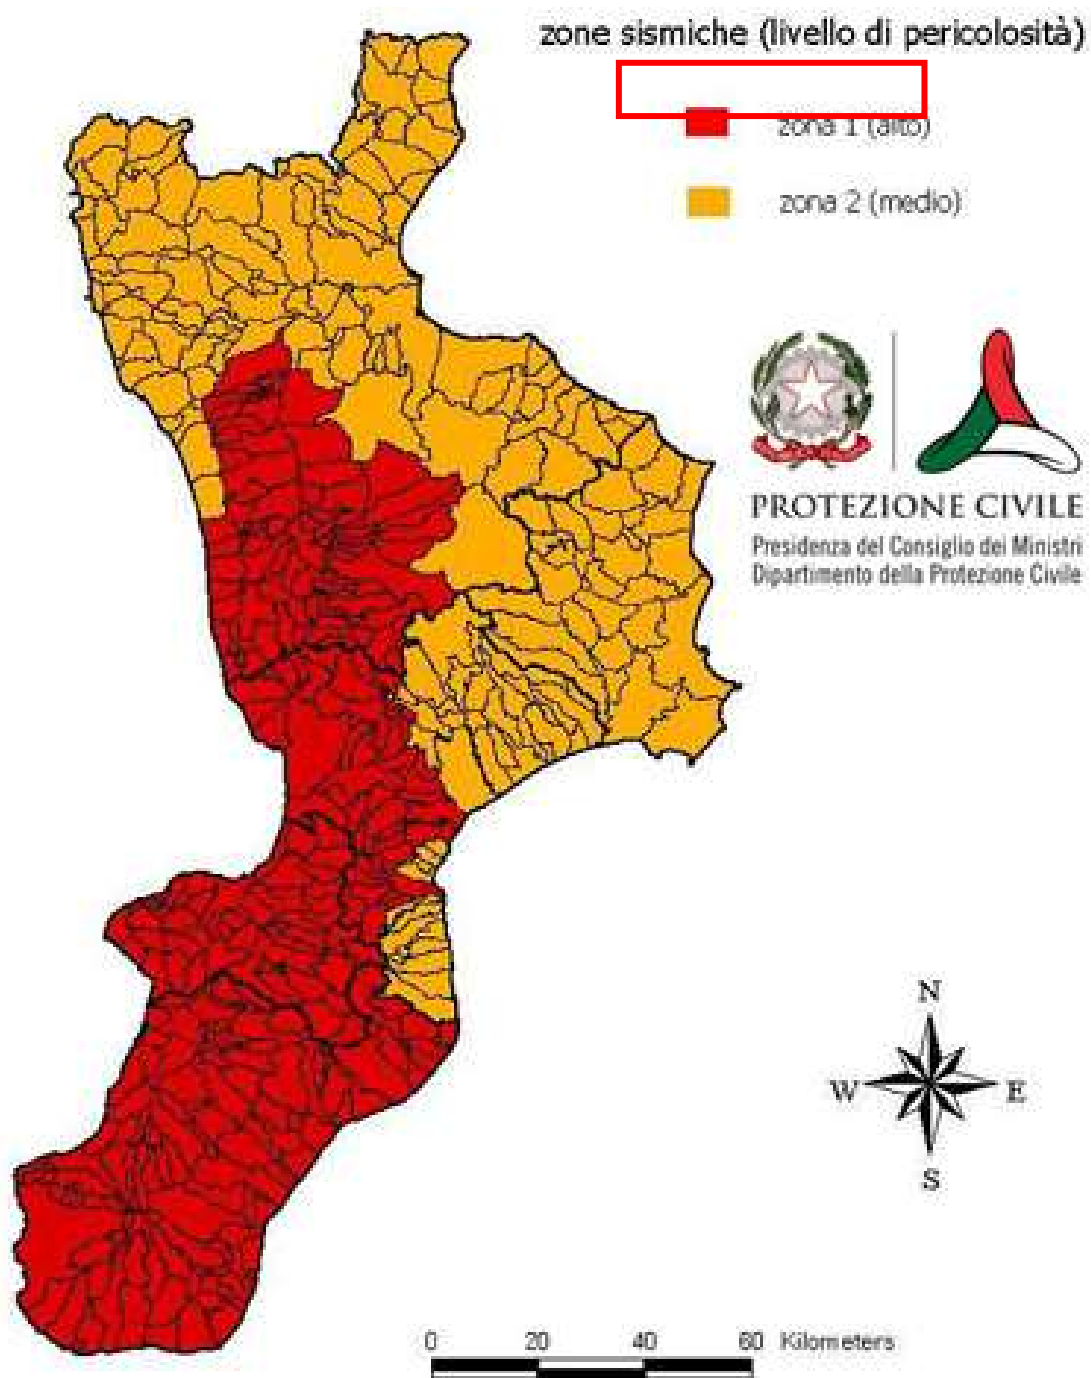 zone sismiche (livello di pericolosità)
zona 1 (alto)
zona 2 (medio)
PROTEZIONE CIVILE
Presidenza del Consiglio dei Ministri
Dipartimento della Protezione Civile
N
W E
S
0 20 40 60 Kilometers